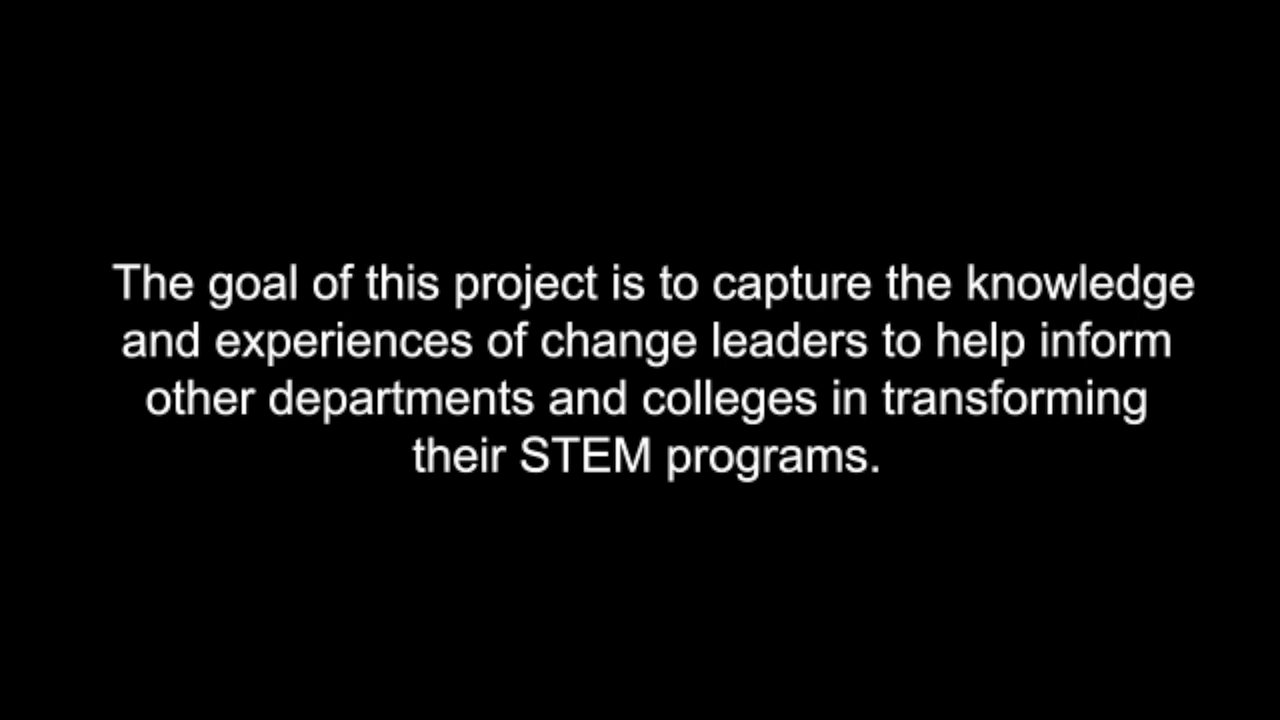 The goal of this project is to capture the knowledge
and experiences of change leaders to help inform
other departments and colleges in transforming
their STEM programs.